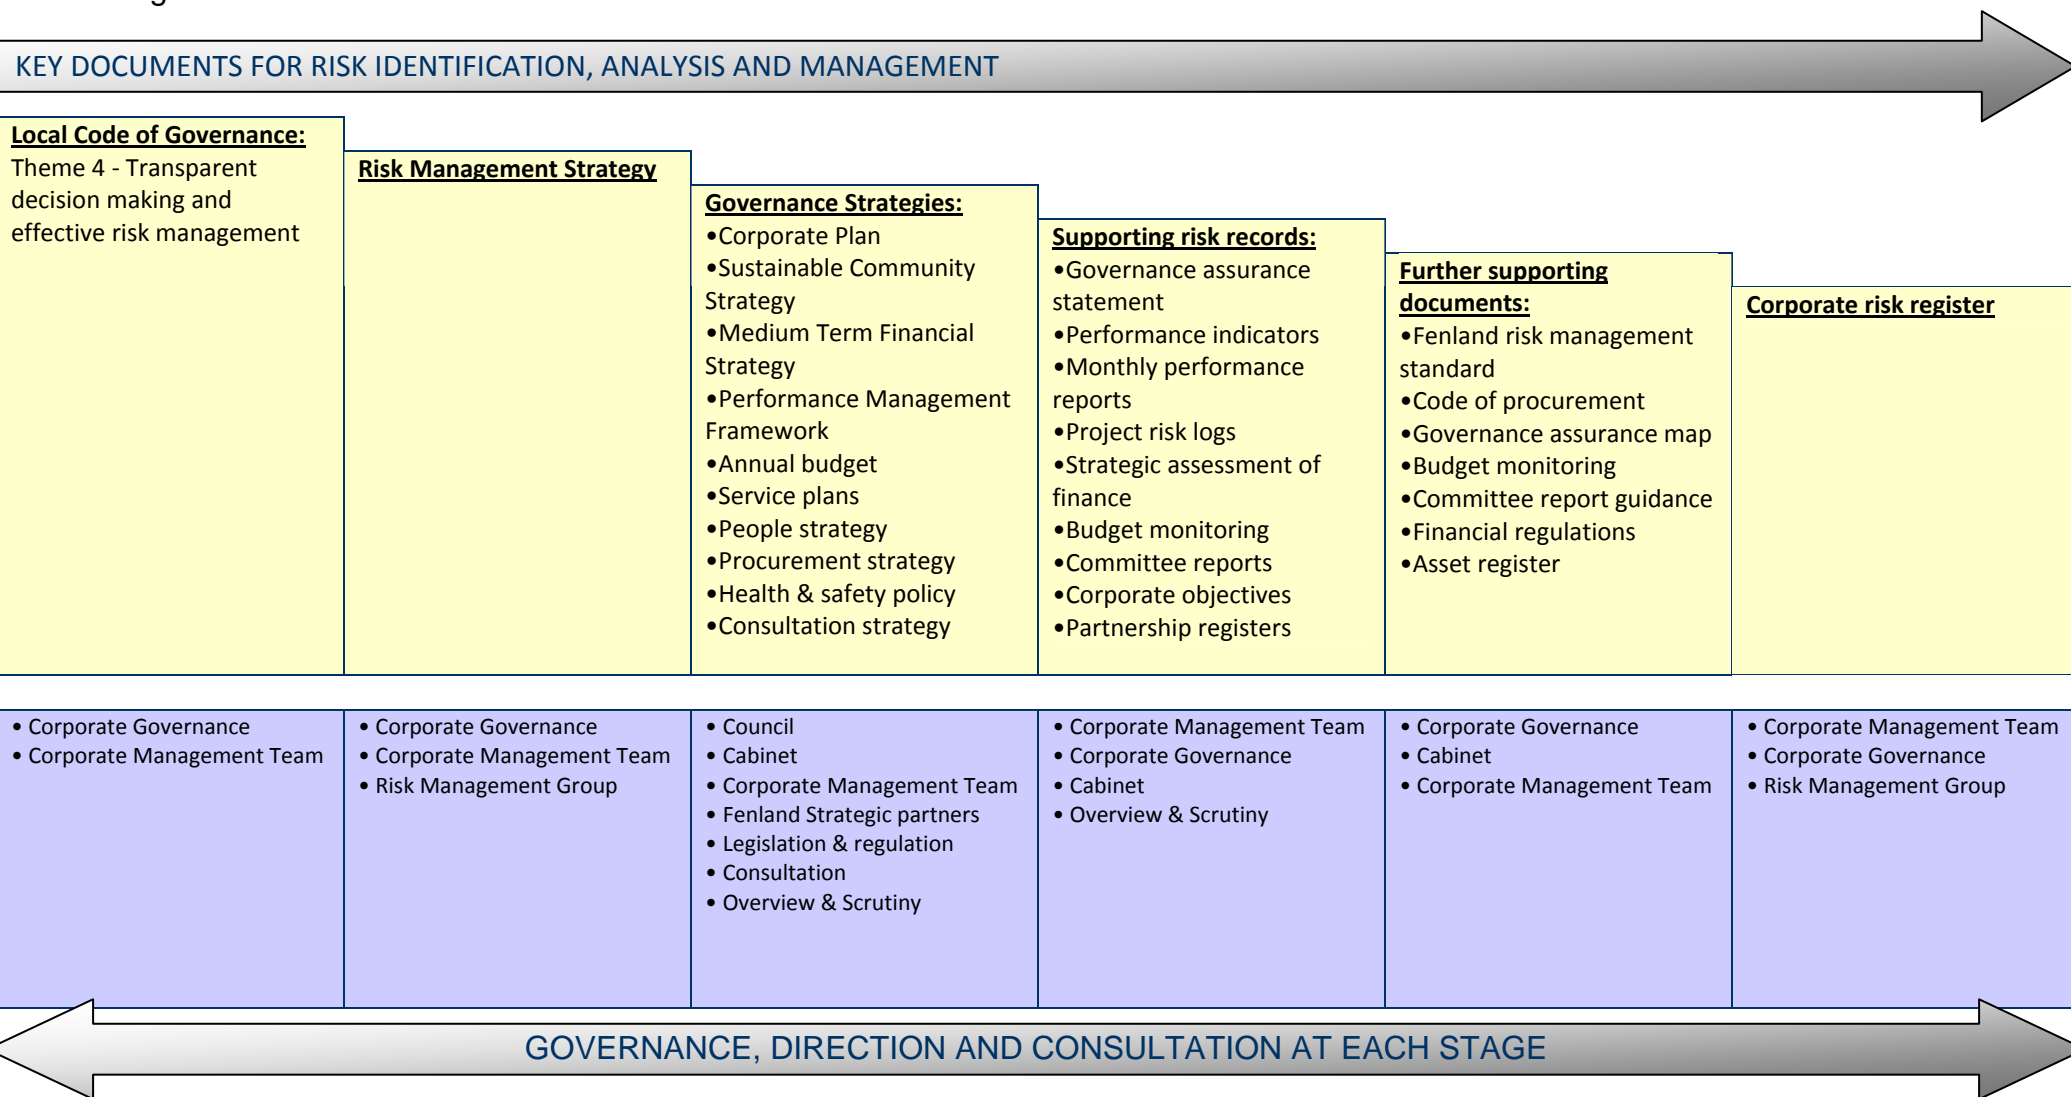 KEY DOCUMENTS FOR RISK IDENTIFICATION, ANALYSIS AND MANAGEMENT
Local Code of Governance:
Theme 4 - Transparent
decision making and
effective risk management
Risk Management Strategy
Governance Strategies:
•Corporate Plan
•Sustainable Community
Strategy
•Medium Term Financial
Strategy
•Performance Management
Framework
•Annual budget
•Service plans
•People strategy
•Procurement strategy
•Health & safety policy
•Consultation strategy
Supporting risk records:
•Governance assurance
statement
•Performance indicators
•Monthly performance
reports
•Project risk logs
•Strategic assessment of
finance
•Budget monitoring
•Committee reports
•Corporate objectives
•Partnership registers
Further supporting
documents:
•Fenland risk management
standard
•Code of procurement
•Governance assurance map
•Budget monitoring
•Committee report guidance
•Financial regulations
•Asset register
Corporate risk register
• Corporate Governance
• Corporate Management Team
• Corporate Governance
• Corporate Management Team
• Risk Management Group
• Council
• Cabinet
• Corporate Management Team
• Fenland Strategic partners
• Legislation & regulation
• Consultation
• Overview & Scrutiny
• Corporate Management Team
• Corporate Governance
• Cabinet
• Overview & Scrutiny
• Corporate Governance
• Cabinet
• Corporate Management Team
• Corporate Management Team
• Corporate Governance
• Risk Management Group
GOVERNANCE, DIRECTION AND CONSULTATION AT EACH STAGE